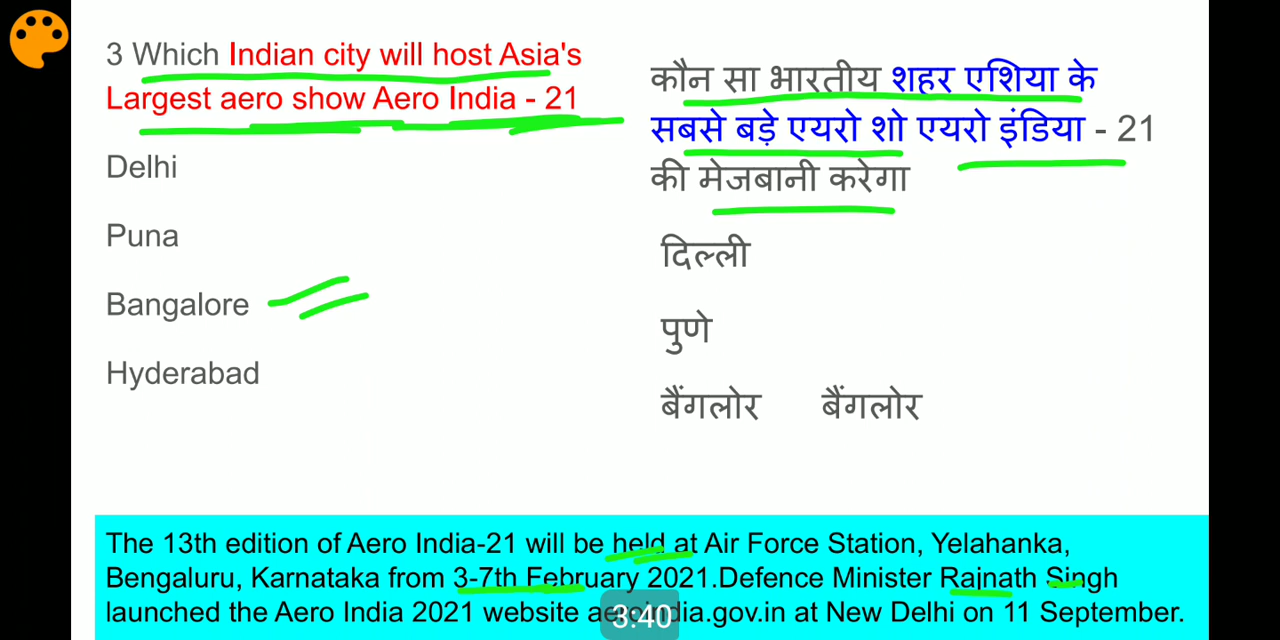 3 Which Indian city will host Asia's
Largest aero show Aero India - 21
Delhi
Puna
Bangalore
Hyderabad
कौन सा भारतीय शहर एशिया के
सबसे बड़े एयरो शो एयरो इंडिया - 21
की मेजबानी करेगा
दिल्ली
पुणे
बैंगलोर बैंगलोर
The 13th edition of Aero India-21 will be held at Air Force Station, Yelahanka,
Bengaluru, Karnataka from 3-7th February 2021.Defence Minister Rajnath Singh
launched the Aero India 2021 website aeroindia.gov.in at New Delhi on 11 September.
3:40